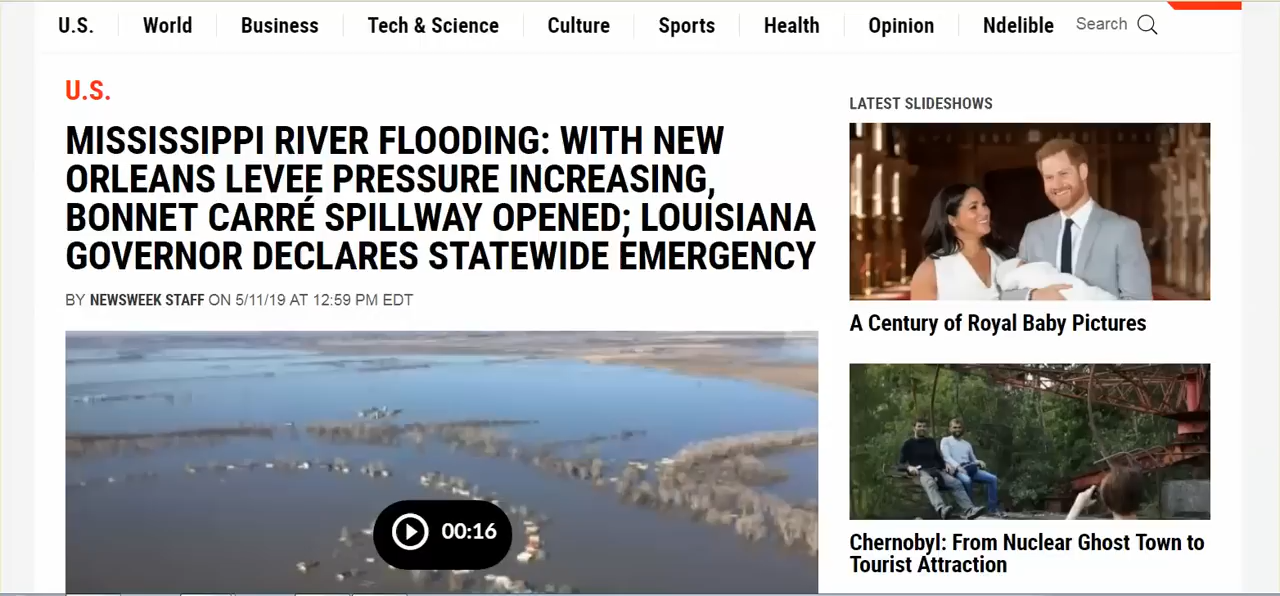 U.S. World Business Tech & Science Culture Sports Health Opinion Ndelible Search
U.S.
MISSISSIPPI RIVER FLOODING: WITH NEW
ORLEANS LEVEE PRESSURE INCREASING,
BONNET CARRÉ SPILLWAY OPENED; LOUISIANA
GOVERNOR DECLARES STATEWIDE EMERGENCY
BY NEWSWEEK STAFF ON 5/11/19 AT 12:59 PM EDT
00:16
LATEST SLIDESHOWS
A Century of Royal Baby Pictures
Chernobyl: From Nuclear Ghost Town to
Tourist Attraction